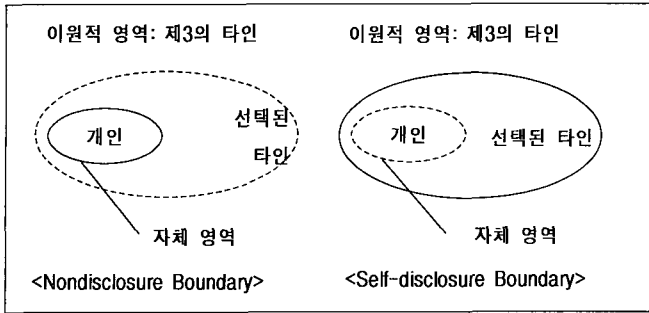 이원적 영역: 제3의 타인
개인
선택된
타인
자체 영역
<Nondisclosure Boundary>
이원적 영역: 제3의 타인
개인
선택된 타인
자체 영역
<Self-disclosure Boundary>